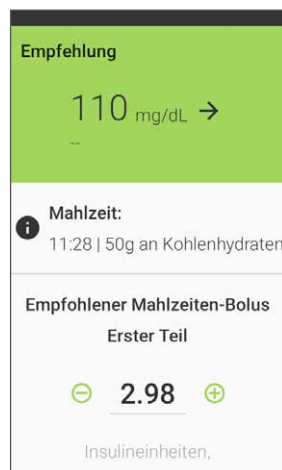 Empfehlung
110 mg/dL →
--
Mahlzeit:
11:28 | 50g an Kohlenhydraten
Empfohlener Mahlzeiten-Bolus
Erster Teil
2.98
Insulineinheiten,